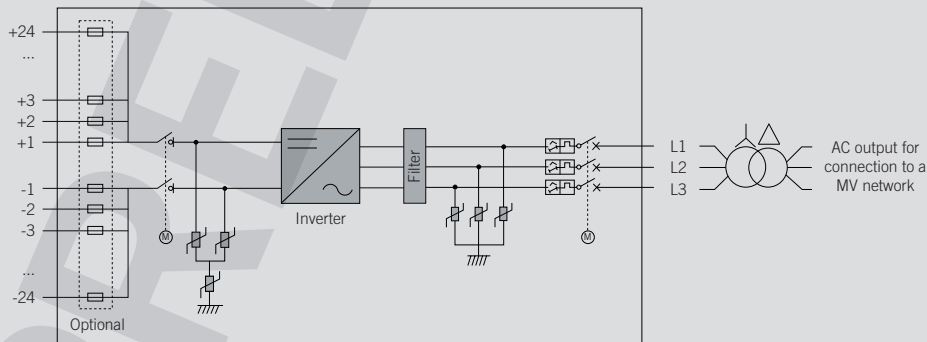 +24
...
+3
+2
+1
-1
-2
-3
...
-24
Optional
M
Inverter
Filter
M
L1
L2
L3
AC output for
connection to a
MV network